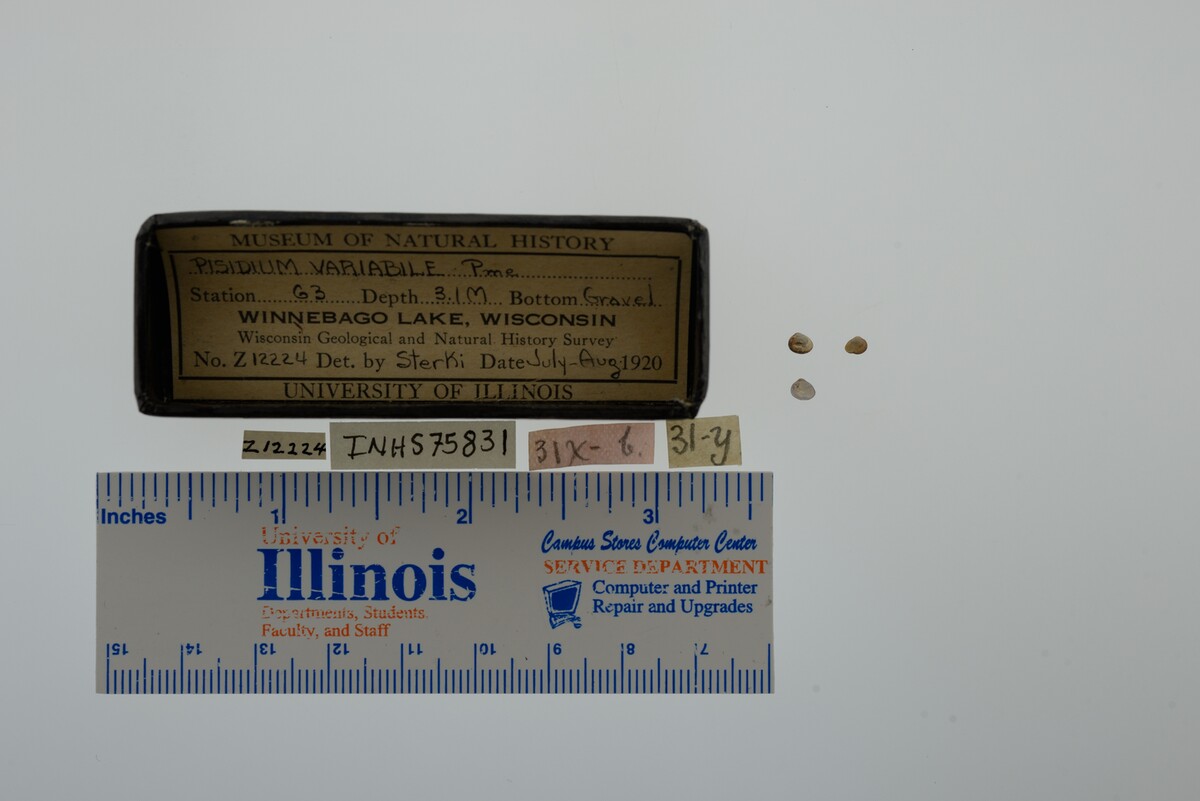 MUSEUM OF NATURAL HISTORY
PISIDIUM VARIABILE Pme
Station 63 Depth 3.1M Bottom Gravel
WINNEBAGO LAKE, WISCONSIN
Wisconsin Geological and Natural History Survey
No. Z12224 Det. by Sterki Date July-Aug 1920
UNIVERSITY OF ILLINOIS
Z12224 INHS75831 31X-6. 31-y
Inches 1 2 3
University of
Illinois
Departments, Students,
Faculty, and Staff
Campus Stores Computer Center
SERVICE DEPARTMENT
Computer and Printer
Repair and Upgrades
15 14 13 12 11 10 9 8 7